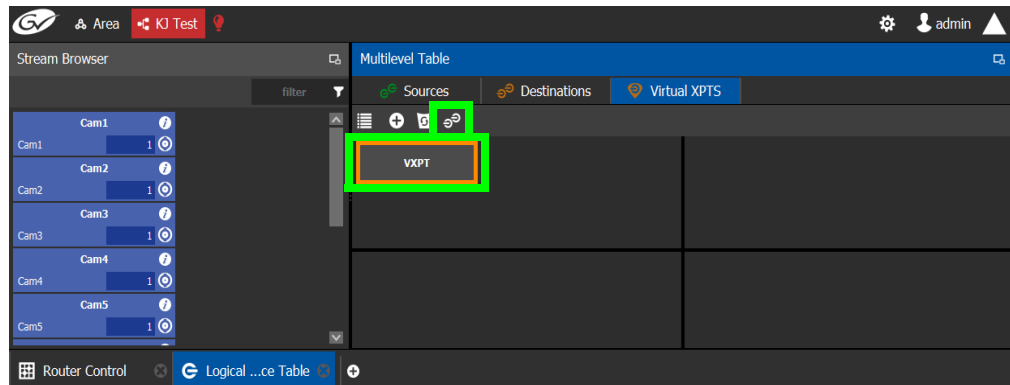 GV Area KJ Test admin
Stream Browser
Multilevel Table
filter
Sources Destinations Virtual XPTS
Cam1
Cam1 1
Cam2
Cam2 1
Cam3
Cam3 1
Cam4
Cam4 1
Cam5
Cam5 1
VXPT
Router Control Logical ...ce Table